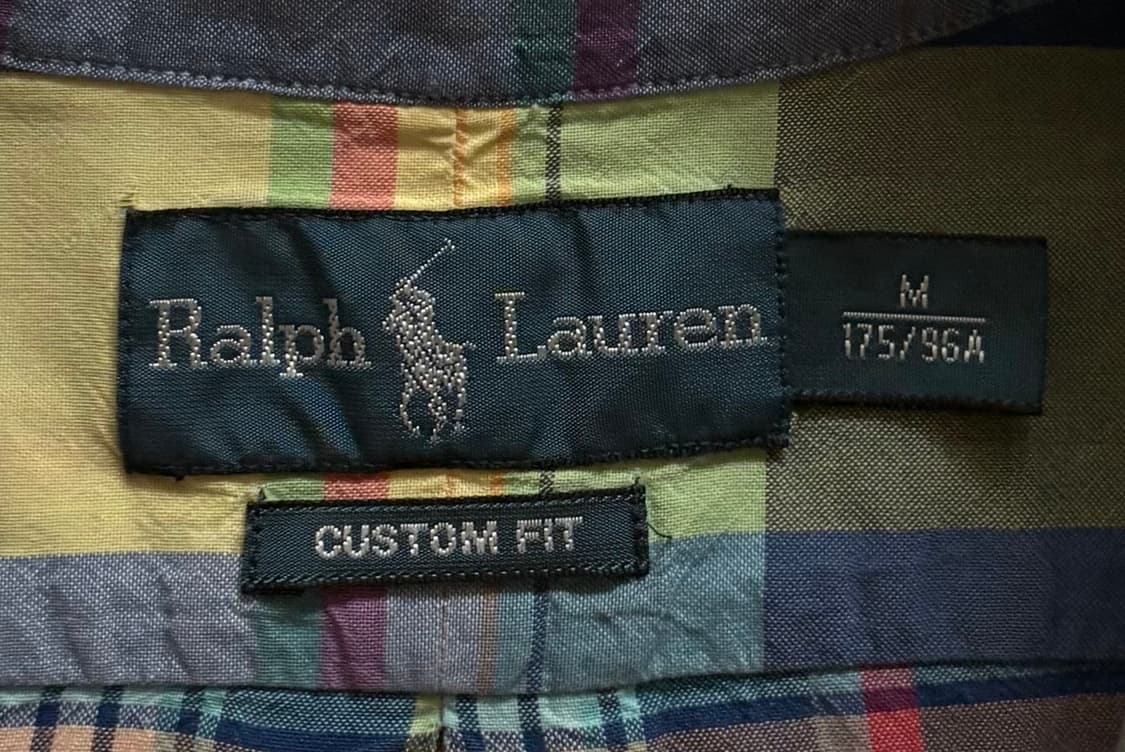 Ralph Lauren
M
175/96A
CUSTOM FIT